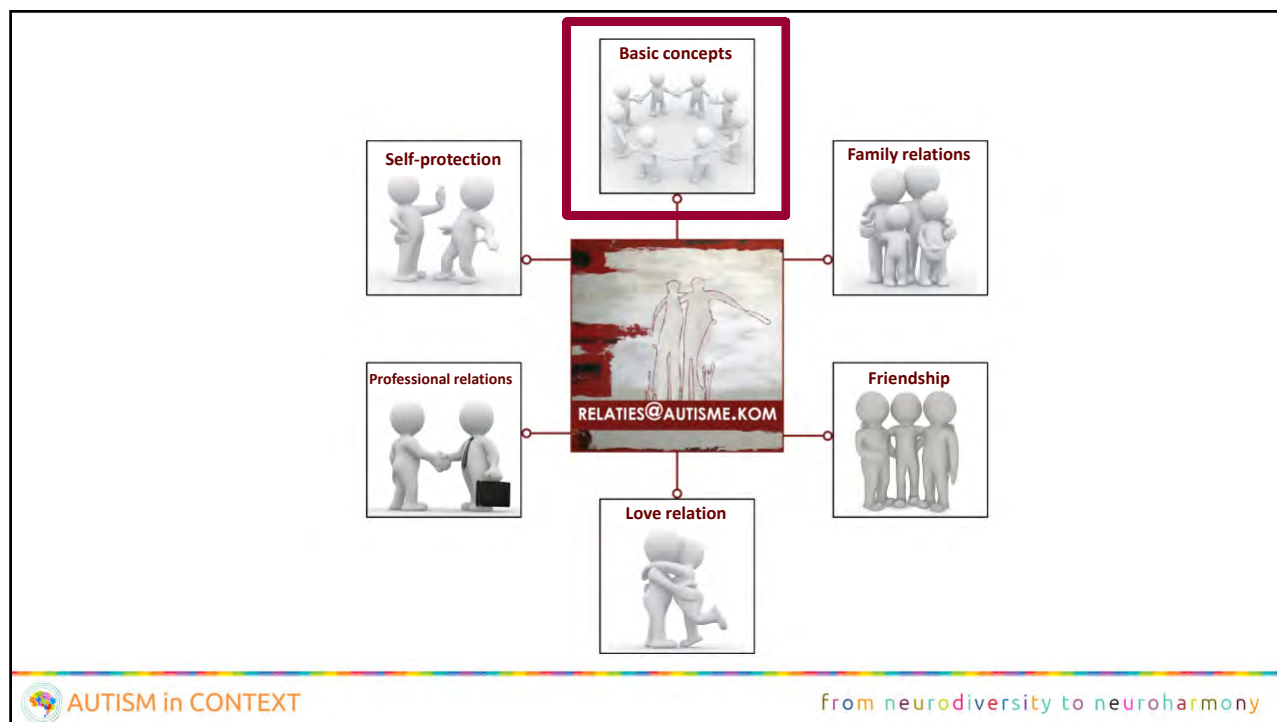 Basic concepts
Self-protection
Family relations
Professional relations
Friendship
RELATIES@AUTISME.KOM
Love relation
AUTISM in CONTEXT
from neurodiversity to neuroharmony